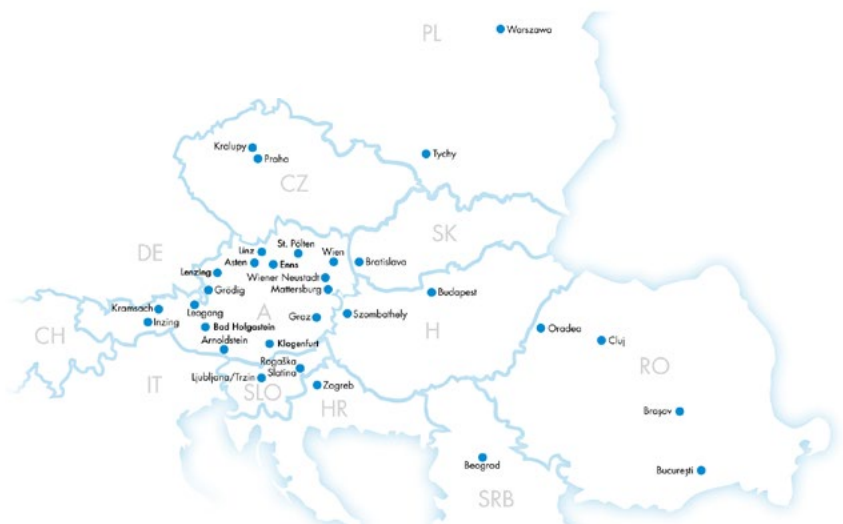 PL
Warszawa
Kralupy
Praha
Tychy
CZ
SK
DE
Linz
St. Pölten
Wien
Bratislava
Asten
Enns
Lenzing
Wiener Neustadt
Mattersburg
Grödig
Budapest
Kramsach
Leogang
A
Graz
Szombathely
CH
Inzing
Bad Hofgastein
H
Oradea
Cluj
Arnoldstein
Klagenfurt
RO
IT
Rogaška
Slatina
Ljubljana/Trzin
SLO
Zagreb
HR
Brașov
Beograd
București
SRB